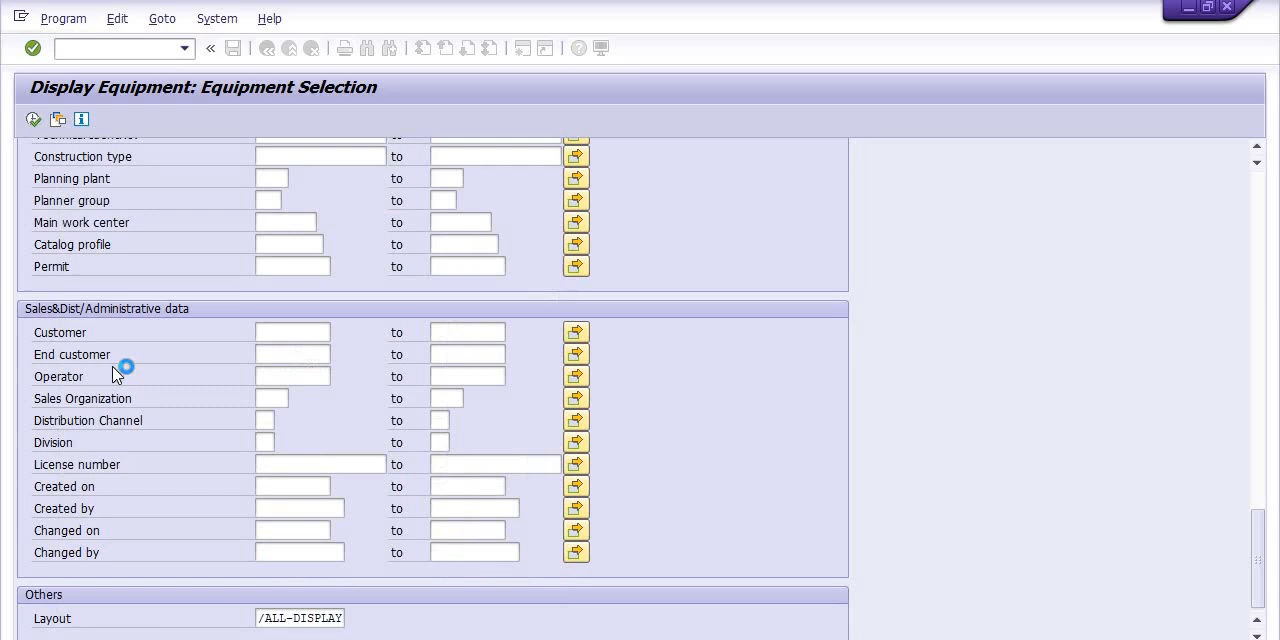 Program Edit Goto System Help
Display Equipment: Equipment Selection
Construction type to
Planning plant to
Planner group to
Main work center to
Catalog profile to
Permit to
Sales&Dist/Administrative data
Customer to
End customer to
Operator to
Sales Organization to
Distribution Channel to
Division to
License number to
Created on to
Created by to
Changed on to
Changed by to
Others
Layout /ALL-DISPLAY